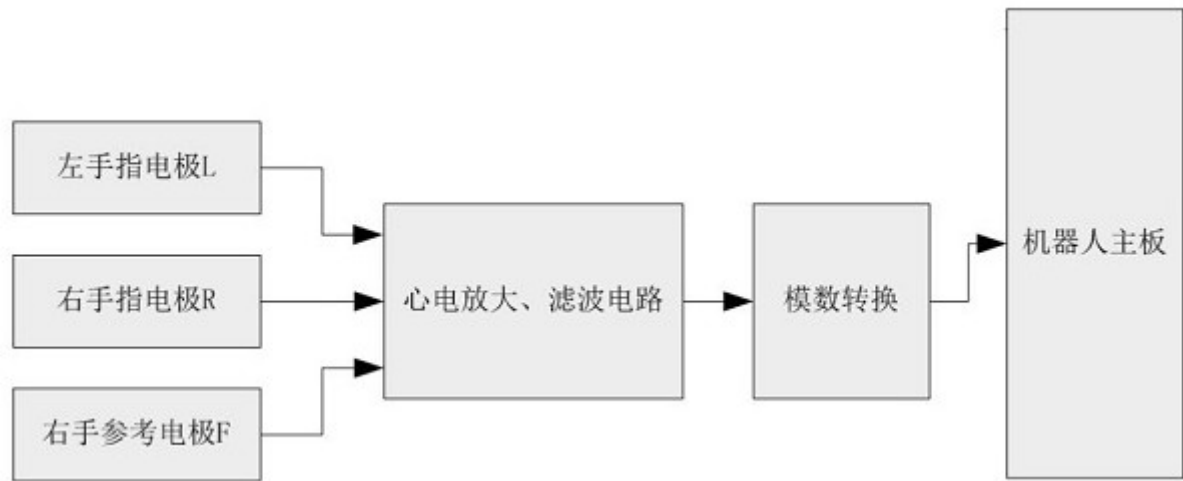 左手指电极L
右手指电极R
右手参考电极F
心电放大、滤波电路
模数转换
机器人主板